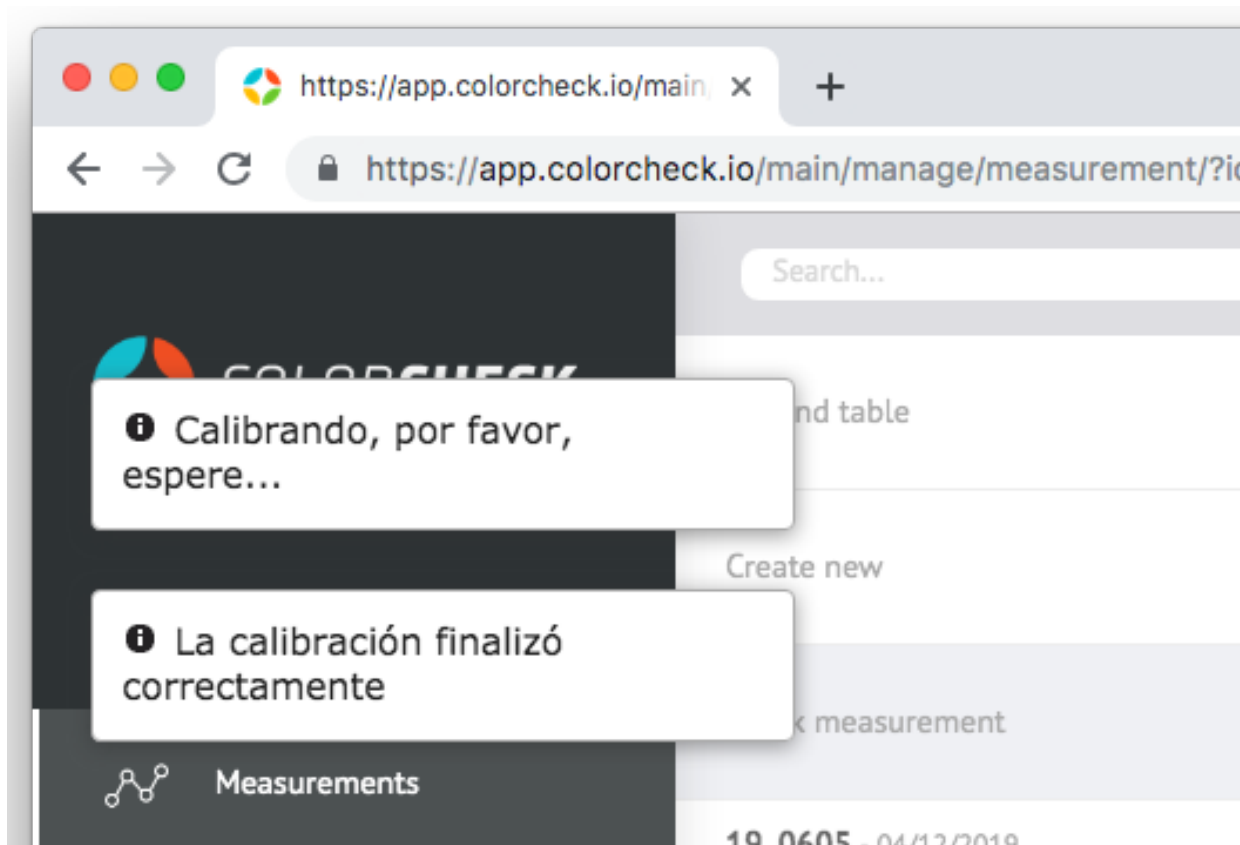 https://app.colorcheck.io/main
https://app.colorcheck.io/main/manage/measurement/?
Search...
COLORCHECK
table
Calibrando, por favor,
espere...
Create new
La calibración finalizó
correctamente
measurement
Measurements
19_0605 - 04/12/2019